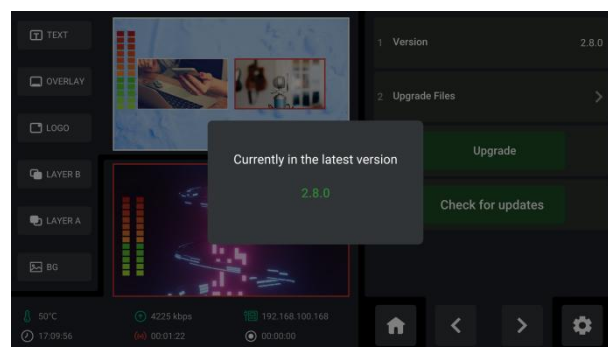 TEXT
OVERLAY
LOGO
LAYER B
LAYER A
BG
1 Version 2.8.0
2 Upgrade Files
Upgrade
Check for updates
Currently in the latest version
2.8.0
50°C
4225 kbps
192.168.100.168
17:09:56
00:01:22
00:00:00